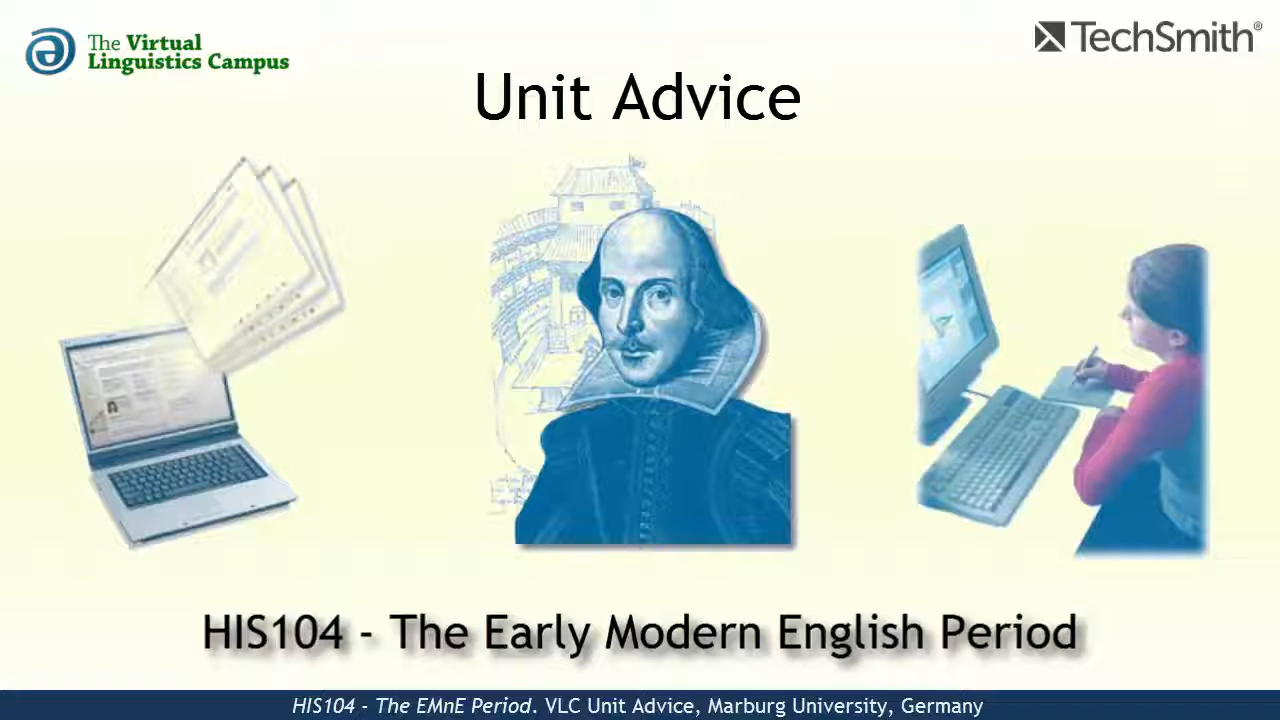 The Virtual
Linguistics Campus
TechSmith®
Unit Advice
HIS104 - The Early Modern English Period
HIS104 - The EMnE Period. VLC Unit Advice, Marburg University, Germany